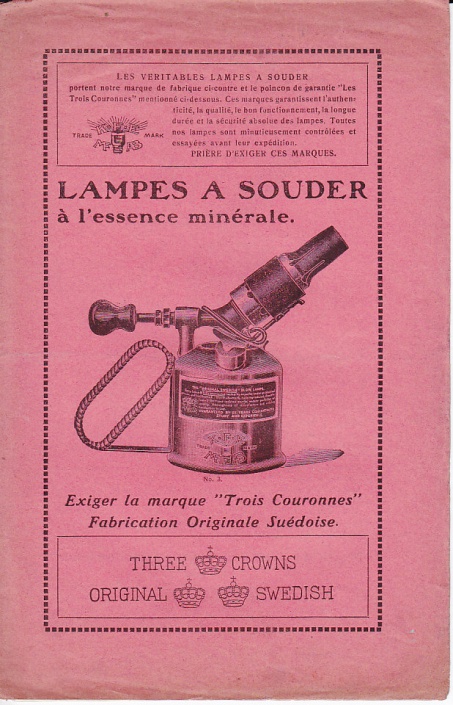 LES VERITABLES LAMPES A SOUDER
portent notre marque de fabrique ci-contre et le poinçon de garantie "Les
Trois Couronnes" mentionné ci-dessous. Ces marques garantissent l'authen-
ticité, la qualité, le bon fonctionnement, la longue
durée et la sécurité absolue des lampes. Toutes
nos lampes sont minutieusement contrôlées et
essayées avant leur expédition.
PRIÈRE D'EXIGER CES MARQUES.
TRADE MARK
LAMPES A SOUDER
à l'essence minérale.
No. 3.
Exiger la marque "Trois Couronnes"
Fabrication Originale Suédoise.
THREE CROWNS
ORIGINAL SWEDISH